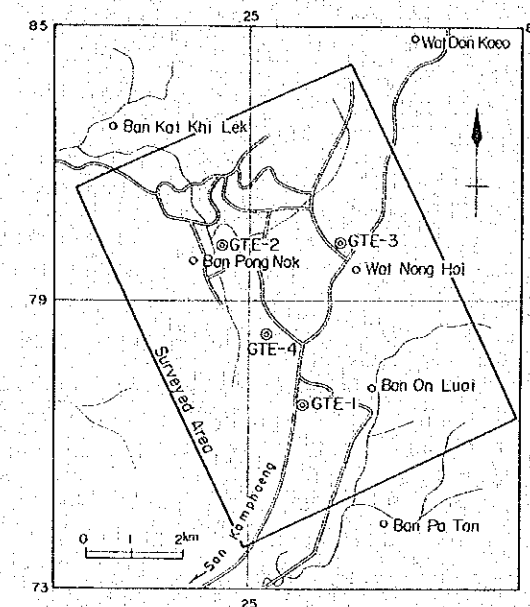 85
25
8
Wat Don Kaeo
Ban Kat Khi Lek
GTE-2
GTE-3
Ban Pong Nok
Wat Nong Hoi
79
GTE-4
Ban On Luai
GTE-1
Surveyed Area
San Kamphaeng
0 1 2km
Ban Pa Tan
73
25